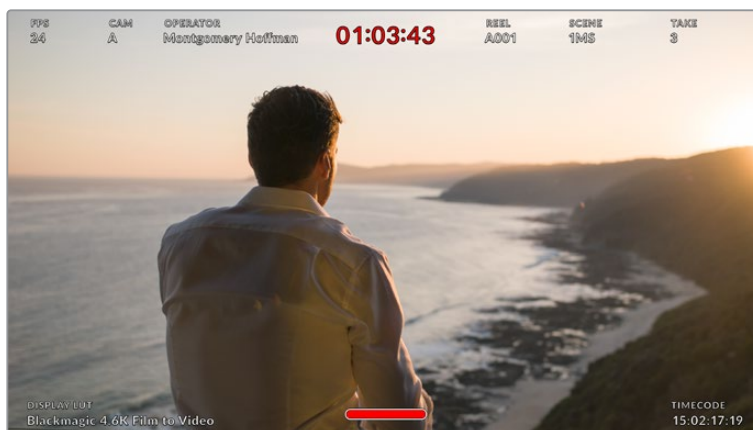 FPS
24
CAM
A
OPERATOR
Montgomery Hoffman
01:03:43
REEL
A001
SCENE
1MS
TAKE
3
DISPLAY LUT
Blackmagic 4.6K Film to Video
TIMECODE
15:02:17:19